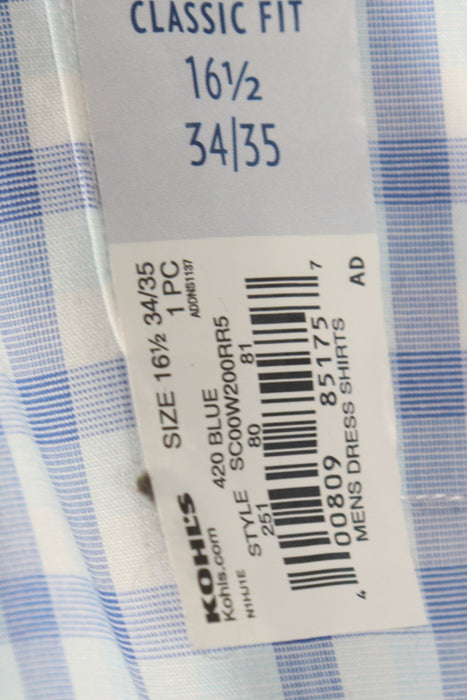 CLASSIC FIT
16½
34/35
SIZE 16½ 34/35
1 PC
ADDNS1137
420 BLUE
STYLE SC00W200RR5
251 80 81
4 00809 85175 7
MENS DRESS SHIRTS
AD
KOHL'S
Kohls.com
N1HJ1E